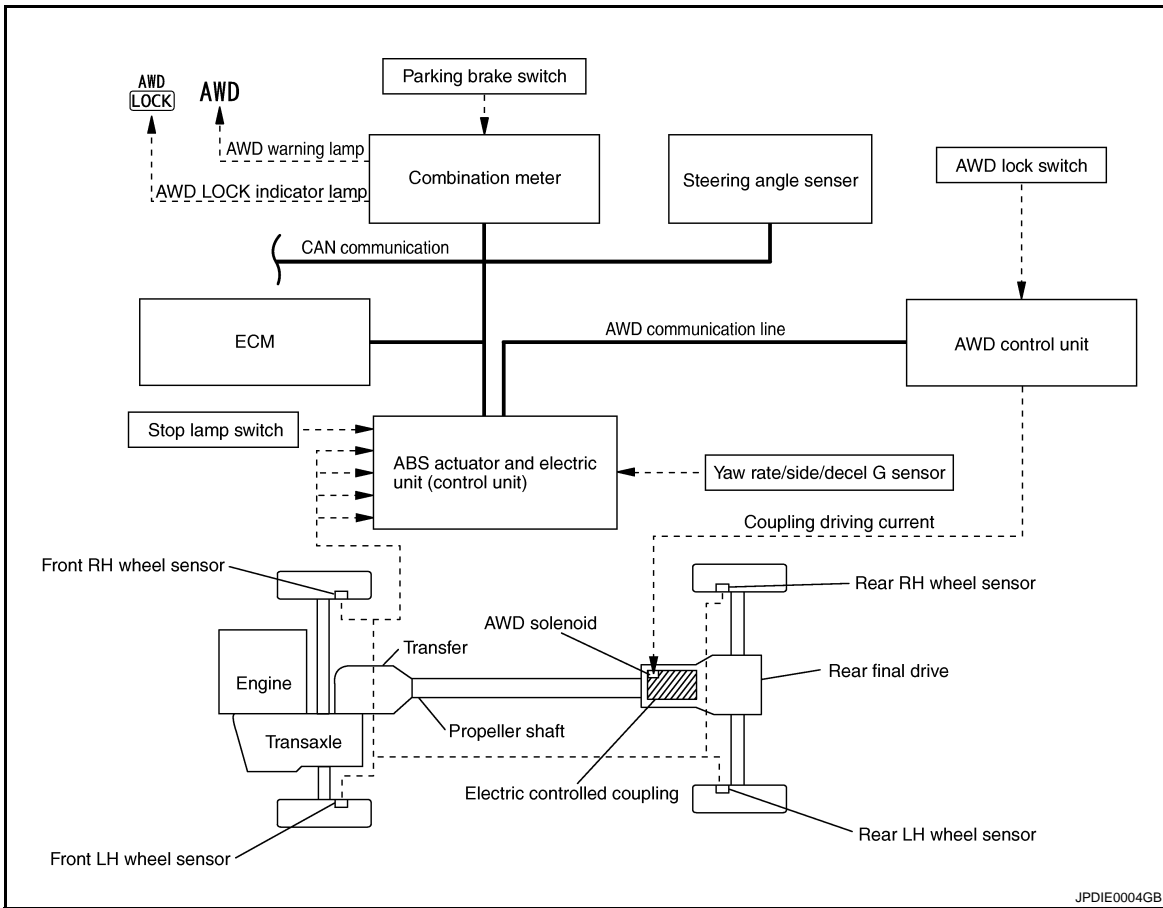 Parking brake switch
AWD
LOCK
AWD
AWD warning lamp
AWD LOCK indicator lamp
Combination meter
Steering angle senser
AWD lock switch
CAN communication
ECM
AWD communication line
AWD control unit
Stop lamp switch
ABS actuator and electric
unit (control unit)
Yaw rate/side/decel G sensor
Coupling driving current
Front RH wheel sensor
Rear RH wheel sensor
AWD solenoid
Transfer
Engine
Rear final drive
Propeller shaft
Transaxle
Electric controlled coupling
Rear LH wheel sensor
Front LH wheel sensor
JPDIE0004GB